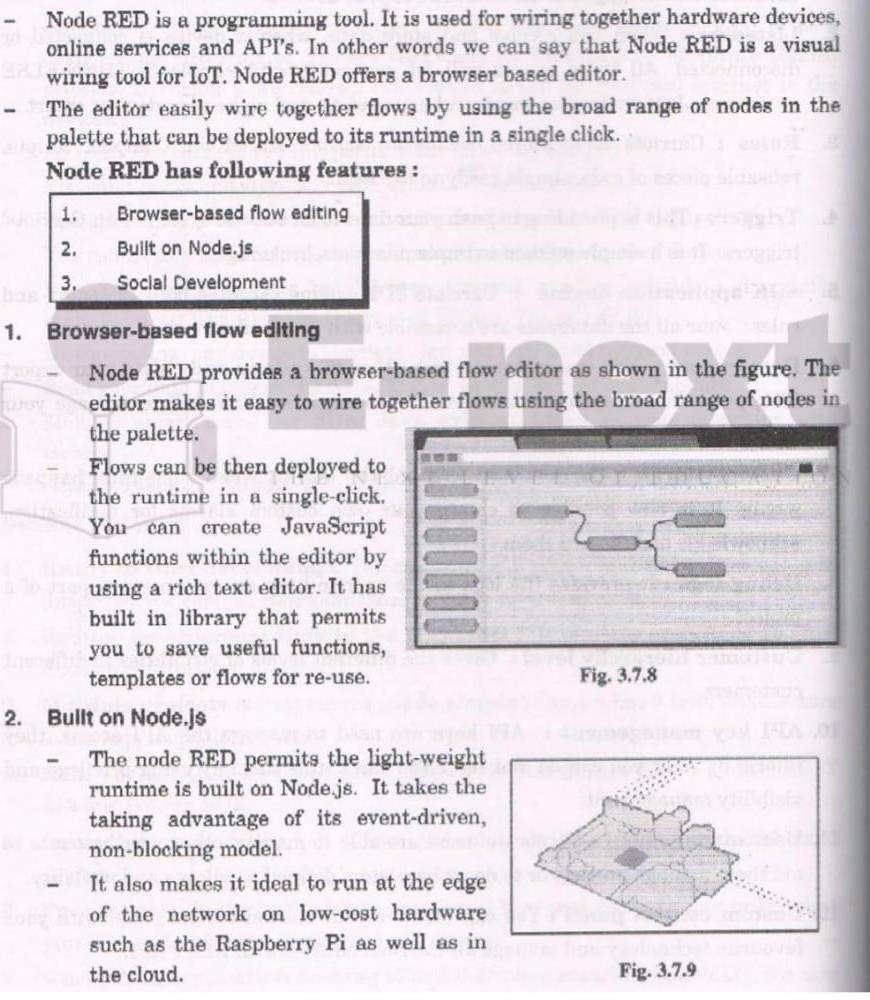 – Node RED is a programming tool. It is used for wiring together hardware devices,
online services and API's. In other words we can say that Node RED is a visual
wiring tool for IoT. Node RED offers a browser based editor.
– The editor easily wire together flows by using the broad range of nodes in the
palette that can be deployed to its runtime in a single click.
Node RED has following features :
1. Browser-based flow editing
2. Built on Node.js
3. Social Development
1. Browser-based flow editing
Node RED provides a browser-based flow editor as shown in the figure. The
editor makes it easy to wire together flows using the broad range of nodes in
the palette.
– Flows can be then deployed to
the runtime in a single-click.
You can create JavaScript
functions within the editor by
using a rich text editor. It has
built in library that permits
you to save useful functions,
templates or flows for re-use.
Fig. 3.7.8
2. Built on Node.js
– The node RED permits the light-weight
runtime is built on Node.js. It takes the
taking advantage of its event-driven,
non-blocking model.
– It also makes it ideal to run at the edge
of the network on low-cost hardware
such as the Raspberry Pi as well as in
the cloud.
Fig. 3.7.9